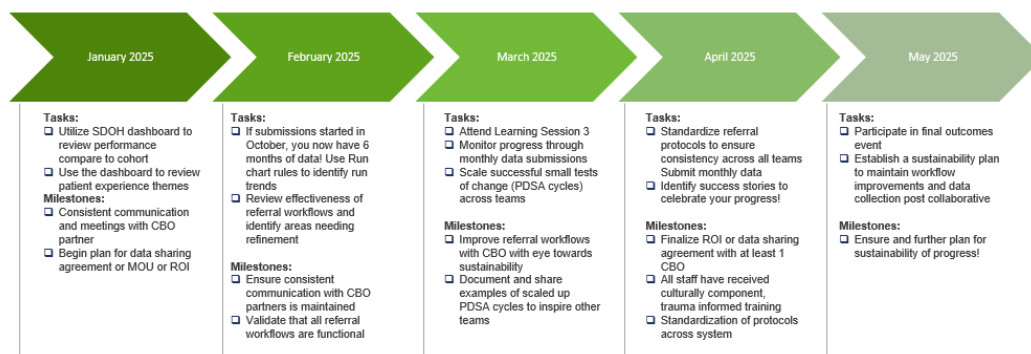 January 2025
February 2025
March 2025
April 2025
May 2025
Tasks:
❑ Utilize SDOH dashboard to
review performance
compare to cohort
❑ Use the dashboard to review
patient experience themes
Milestones:
❑ Consistent communication
and meetings with CBO
partner
❑ Begin plan for data sharing
agreement or MOU or ROI
Tasks:
❑ If submissions started in
October, you now have 6
months of data! Use Run
chart rules to identify run
trends
❑ Review effectiveness of
referral workflows and
identify areas needing
refinement
Milestones:
❑ Ensure consistent
communication with CBO
partners is maintained
❑ Validate that all referral
workflows are functional
Tasks:
❑ Attend Learning Session 3
❑ Monitor progress through
monthly data submissions
❑ Scale successful small tests
of change (PDSA cycles)
across teams
Milestones:
❑ Improve referral workflows
with CBO with eye towards
sustainability
❑ Document and share
examples of scaled up
PDSA cycles to inspire other
teams
Tasks:
❑ Standardize referral
protocols to ensure
consistency across all teams
Submit monthly data
❑ Identify success stories to
celebrate your progress!
Milestones:
❑ Finalize ROI or data sharing
agreement with at least 1
CBO
❑ All staff have received
culturally component,
trauma informed training
❑ Standardization of protocols
across system
Tasks:
❑ Participate in final outcomes
event
❑ Establish a sustainability plan
to maintain workflow
improvements and data
collection post collaborative
Milestones:
❑ Ensure and further plan for
sustainability of progress!